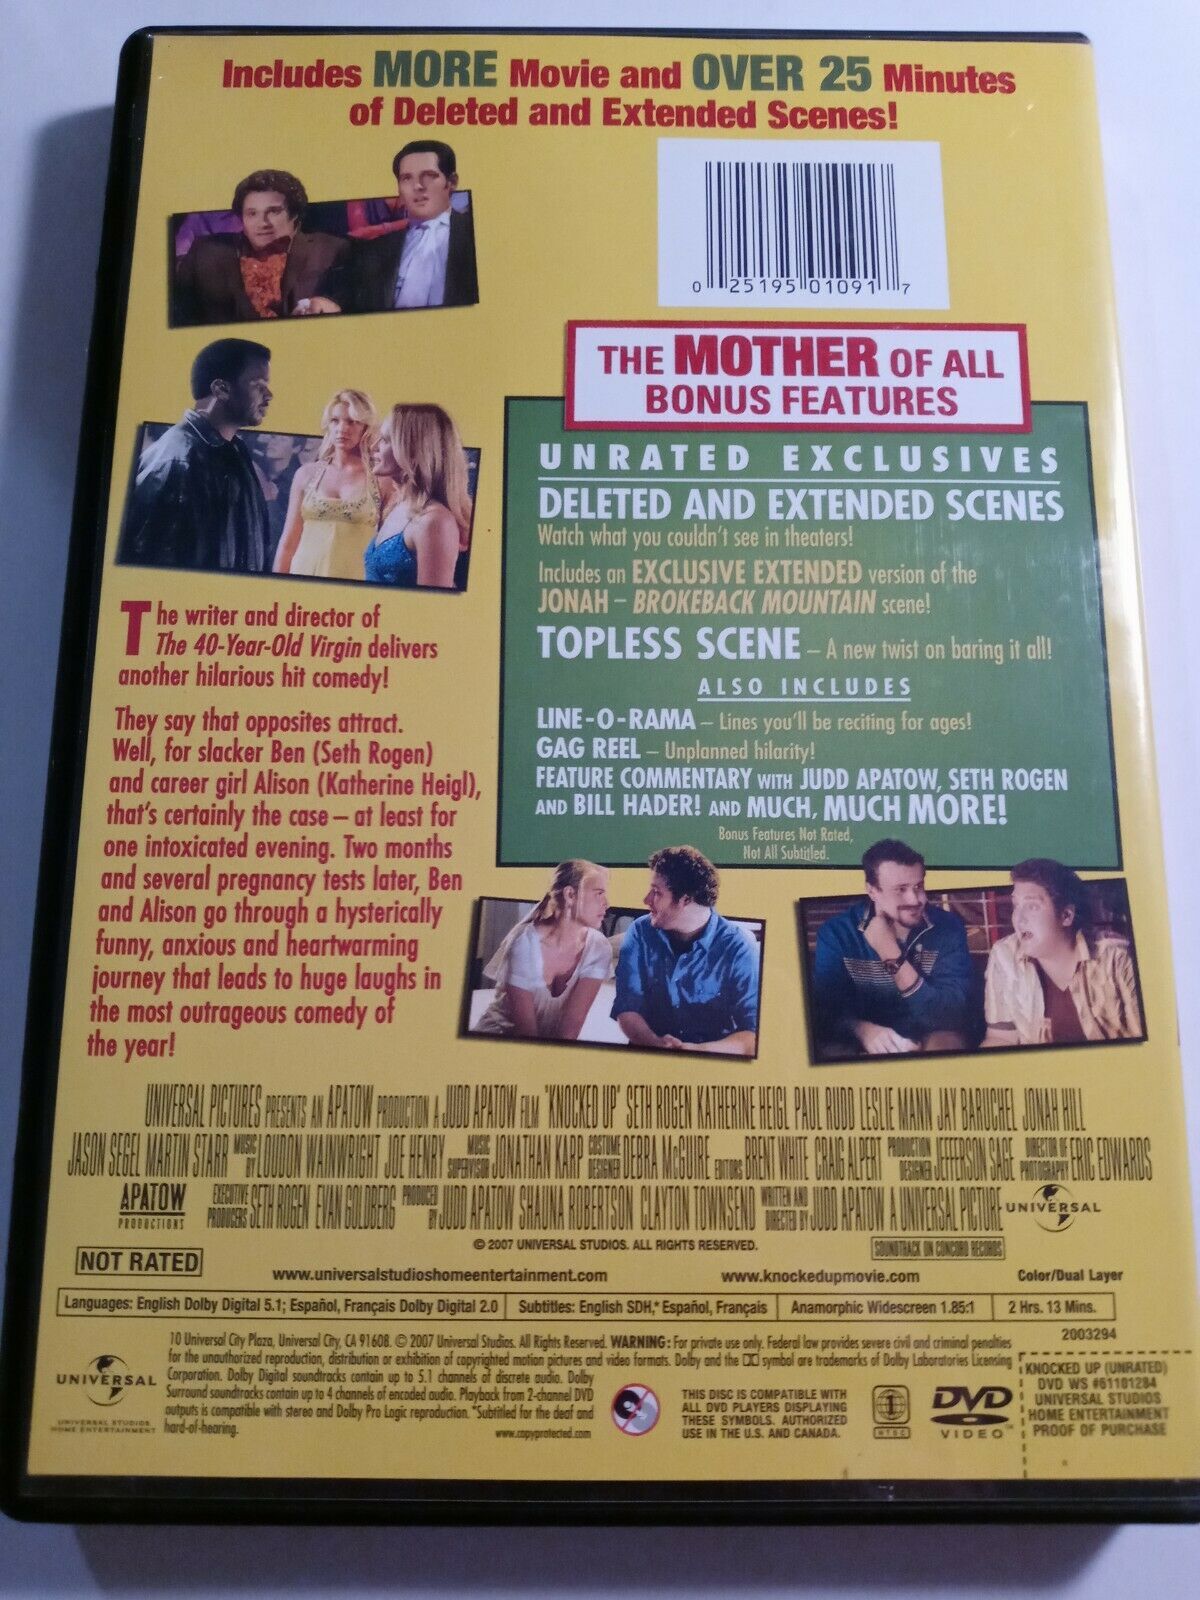 Includes MORE Movie and OVER 25 Minutes
of Deleted and Extended Scenes!
0 25195 01091 7
THE MOTHER OF ALL
BONUS FEATURES
UNRATED EXCLUSIVES
DELETED AND EXTENDED SCENES
Watch what you couldn't see in theaters!
Includes an EXCLUSIVE EXTENDED version of the
JONAH – BROKEBACK MOUNTAIN scene!
TOPLESS SCENE – A new twist on baring it all!
ALSO INCLUDES
LINE-O-RAMA – Lines you'll be reciting for ages!
GAG REEL – Unplanned hilarity!
FEATURE COMMENTARY WITH JUDD APATOW, SETH ROGEN
AND BILL HADER! AND MUCH, MUCH MORE!
Bonus Features Not Rated,
Not All Subtitled.
The writer and director of
The 40-Year-Old Virgin delivers
another hilarious hit comedy!
They say that opposites attract.
Well, for slacker Ben (Seth Rogen)
and career girl Alison (Katherine Heigl),
that's certainly the case – at least for
one intoxicated evening. Two months
and several pregnancy tests later, Ben
and Alison go through a hysterically
funny, anxious and heartwarming
journey that leads to huge laughs in
the most outrageous comedy of
the year!
UNIVERSAL PICTURES PRESENTS AN APATOW PRODUCTION A JUDD APATOW FILM "KNOCKED UP" SETH ROGEN KATHERINE HEIGL PAUL RUDD LESLIE MANN JAY BARUCHEL JONAH HILL
JASON SEGEL MARTIN STARR MUSIC BY LOUDON WAINWRIGHT JOE HENRY MUSIC SUPERVISOR JONATHAN KARP COSTUME DESIGNER DEBRA McGUIRE EDITORS BRENT WHITE CRAIG ALPERT PRODUCTION DESIGNER JEFFERSON SAGE DIRECTOR OF PHOTOGRAPHY ERIC EDWARDS
APATOW PRODUCTIONS EXECUTIVE PRODUCERS SETH ROGEN EVAN GOLDBERG PRODUCED BY JUDD APATOW SHAUNA ROBERTSON CLAYTON TOWNSEND WRITTEN AND DIRECTED BY JUDD APATOW A UNIVERSAL PICTURE UNIVERSAL
© 2007 UNIVERSAL STUDIOS. ALL RIGHTS RESERVED.
SOUNDTRACK ON CONCORD RECORDS
NOT RATED
www.universalstudioshomeentertainment.com
www.knockedupmovie.com
Color/Dual Layer
Languages: English Dolby Digital 5.1; Español, Français Dolby Digital 2.0
Subtitles: English SDH,* Español, Français
Anamorphic Widescreen 1.85:1
2 Hrs. 13 Mins.
2003294
UNIVERSAL
UNIVERSAL STUDIOS
HOME ENTERTAINMENT
10 Universal City Plaza, Universal City, CA 91608. © 2007 Universal Studios. All Rights Reserved. WARNING: For private use only. Federal law provides severe civil and criminal penalties
for the unauthorized reproduction, distribution or exhibition of copyrighted motion pictures and video formats. Dolby and the DD symbol are trademarks of Dolby Laboratories Licensing
Corporation. Dolby Digital soundtracks contain up to 5.1 channels of discrete audio. Dolby
Surround soundtracks contain up to 4 channels of encoded audio. Playback from 2-channel DVD
outputs is compatible with stereo and Dolby Pro Logic reproduction. *Subtitled for the deaf and
hard-of-hearing.
www.copyprotected.com
THIS DISC IS COMPATIBLE WITH
ALL DVD PLAYERS DISPLAYING
THESE SYMBOLS. AUTHORIZED
USE IN THE U.S. AND CANADA.
1
NTSC
DVD
VIDEO™
KNOCKED UP (UNRATED)
DVD WS #61101284
UNIVERSAL STUDIOS
HOME ENTERTAINMENT
PROOF OF PURCHASE